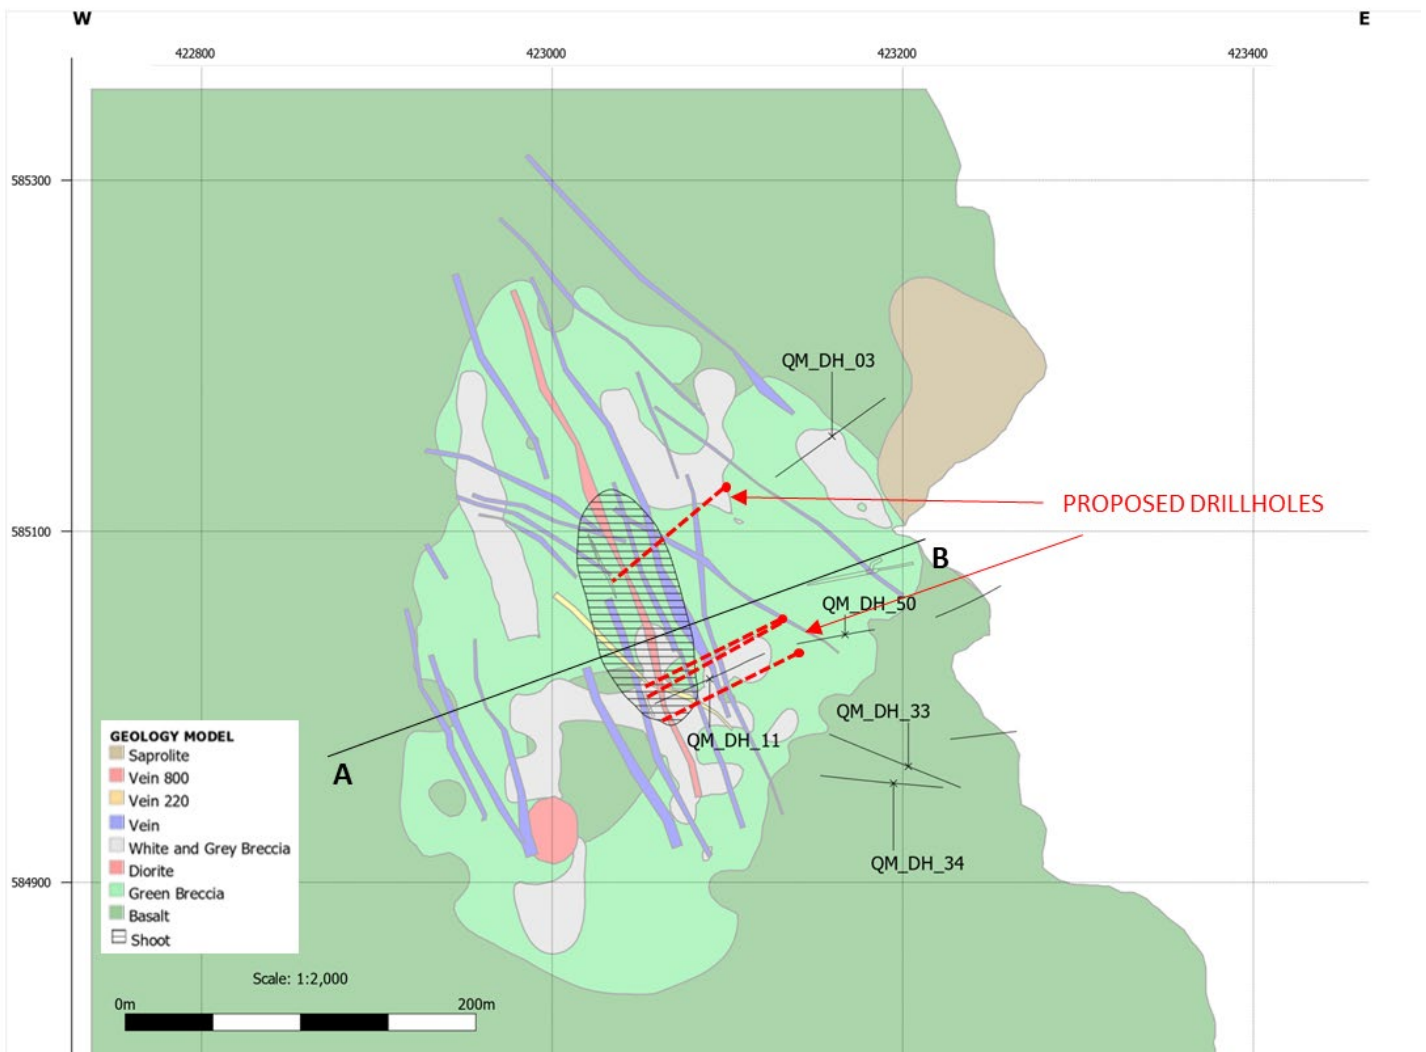 W
E
422800
423000
423200
423400
585300
QM_DH_03
PROPOSED DRILLHOLES
585100
B
QM_DH_50
QM_DH_33
QM_DH_11
A
GEOLOGY MODEL
Saprolite
Vein 800
Vein 220
Vein
White and Grey Breccia
Diorite
Green Breccia
Basalt
Shoot
QM_DH_34
584900
Scale: 1:2,000
0m
200m